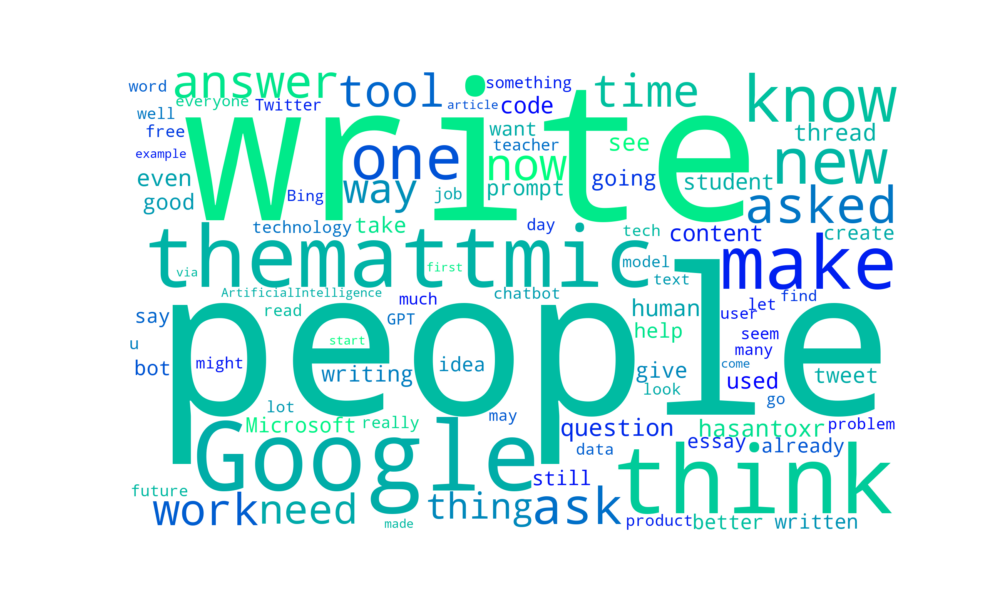 word answer tool something time know
everyone Twitter article code
well write want thread
free one teacher now see new
example
even Bing way job prompt going student asked
good
technology take day tech content create
themattmic make
via first model text
ArtificialIntelligence much chatbot human let find
say read GPT user
u start help seem
bot might people many
writing idea give come used tweet
look go
lot Microsoft really may question hasantoxr problem
Google data essay already
future still think
work need thing ask
made product better written